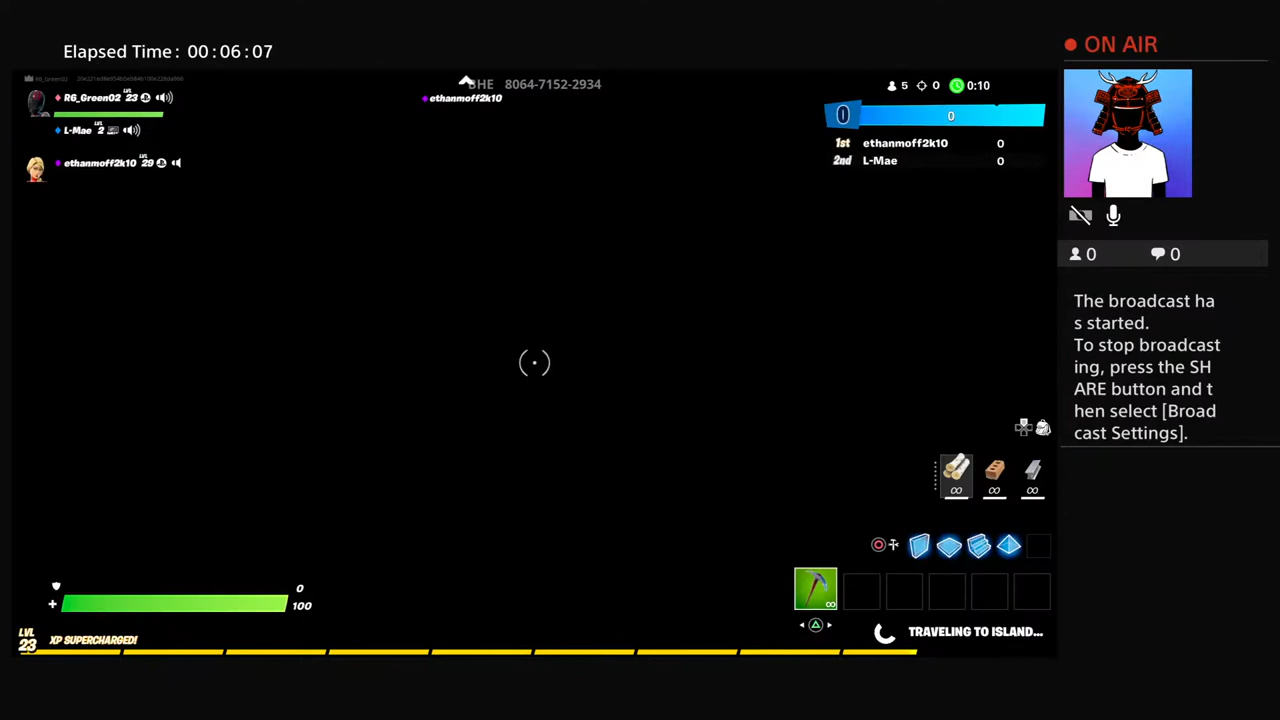 Elapsed Time: 00:06:07
ON AIR
R6_Green02
BHE 8064-7152-2934
5 0 0:10
R6_Green02 23
ethanmoff2k10
0
L-Mae 2
1st ethanmoff2k10 0
2nd L-Mae 0
ethanmoff2k10 29
0 0
The broadcast ha
s started.
To stop broadcast
ing, press the SH
ARE button and t
hen select [Broad
cast Settings].
∞ ∞ ∞
0
100
∞
LVL
23
XP SUPERCHARGED!
TRAVELING TO ISLAND...